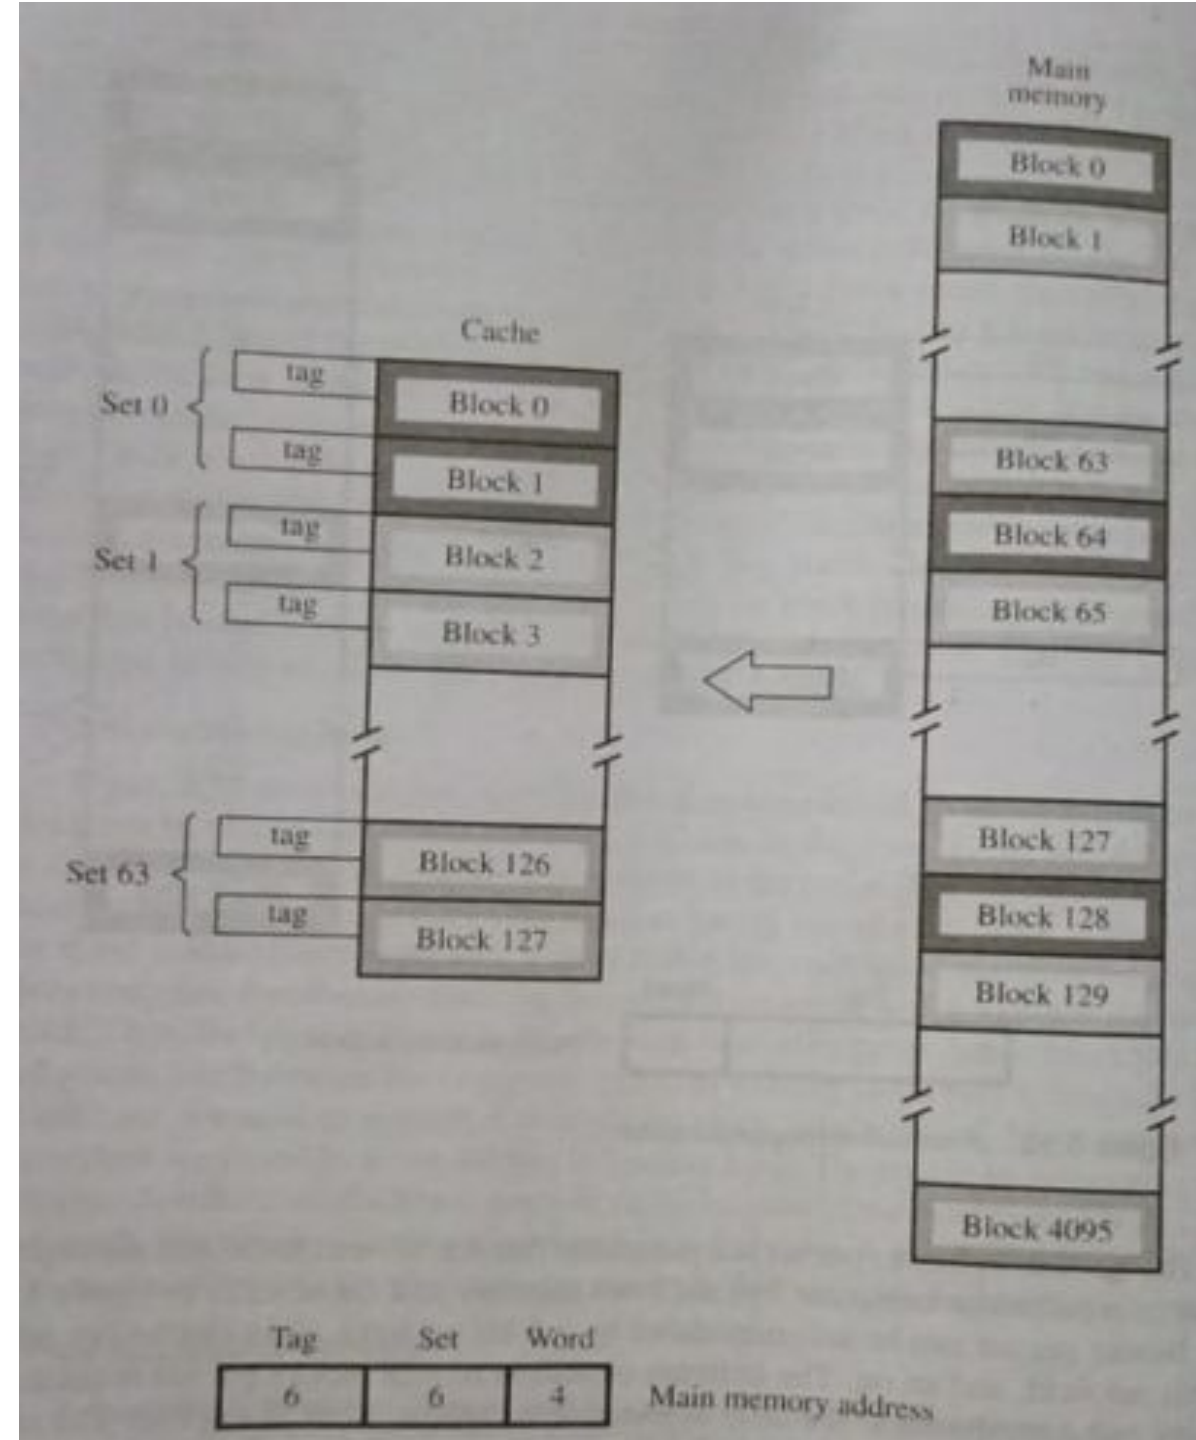 Main
memory
Block 0
Block 1
Block 63
Block 64
Block 65
Block 127
Block 128
Block 129
Block 4095
Cache
Set 0
tag
Block 0
tag
Block 1
Set 1
tag
Block 2
tag
Block 3
Set 63
tag
Block 126
tag
Block 127
Tag Set Word
6 6 4 Main memory address